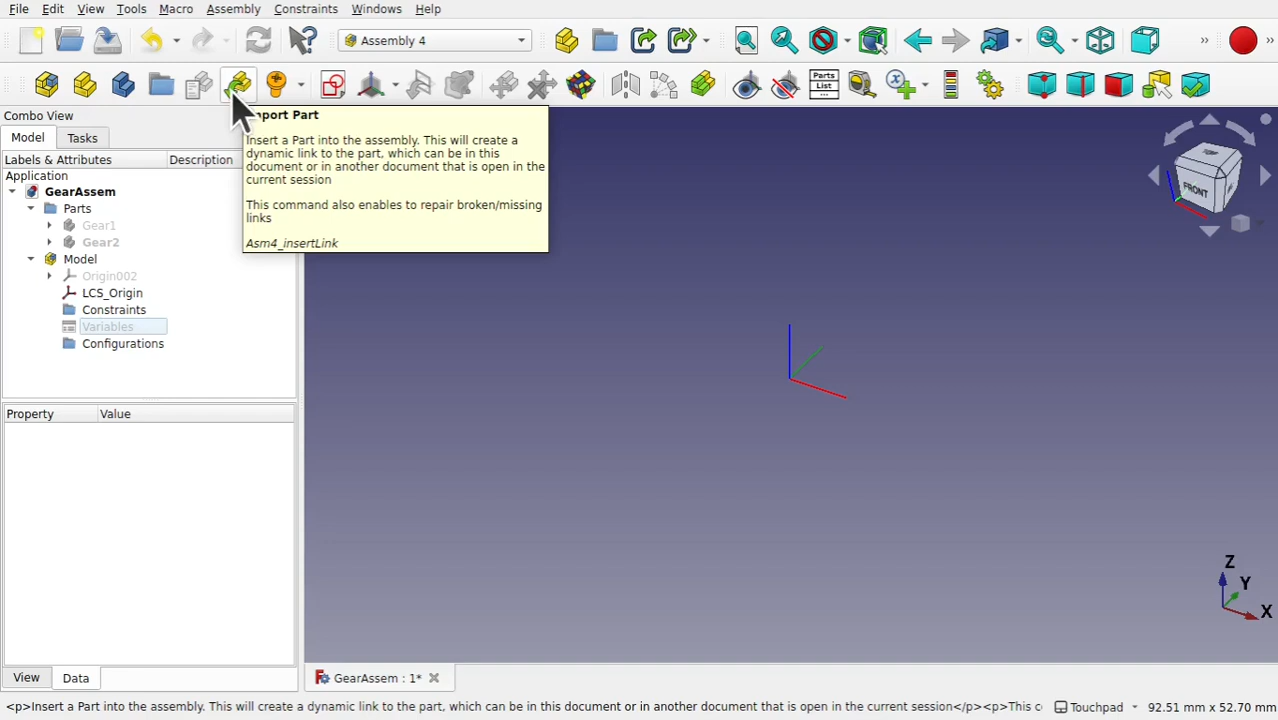 File Edit View Tools Macro Assembly Constraints Windows Help
Assembly 4
Parts
List
...
Combo View
Model Tasks
Import Part
Insert a Part into the assembly. This will create a
dynamic link to the part, which can be in this
document or in another document that is open in the
current session
This command also enables to repair broken/missing
links
Asm4_insertLink
Labels & Attributes Description
Application
GearAssem
Parts
Gear1
Gear2
Model
Origin002
LCS_Origin
Constraints
Variables
Configurations
FRONT
Property Value
Z
Y
X
View Data
GearAssem : 1*
<p>Insert a Part into the assembly. This will create a dynamic link to the part, which can be in this document or in another document that is open in the current session</p><p>This c
Touchpad 92.51 mm x 52.70 mm